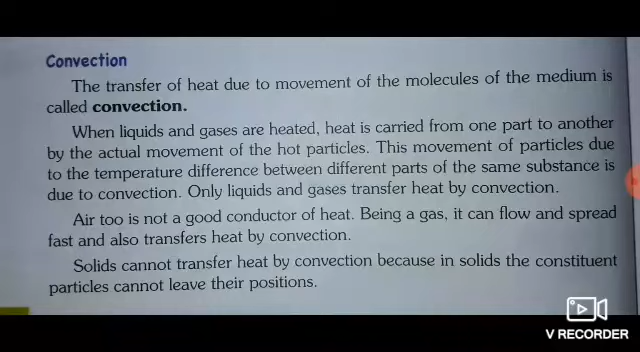 Convection
The transfer of heat due to movement of the molecules of the medium is
called convection.
When liquids and gases are heated, heat is carried from one part to another
by the actual movement of the hot particles. This movement of particles due
to the temperature difference between different parts of the same substance is
due to convection. Only liquids and gases transfer heat by convection.
Air too is not a good conductor of heat. Being a gas, it can flow and spread
fast and also transfers heat by convection.
Solids cannot transfer heat by convection because in solids the constituent
particles cannot leave their positions.
V RECORDER